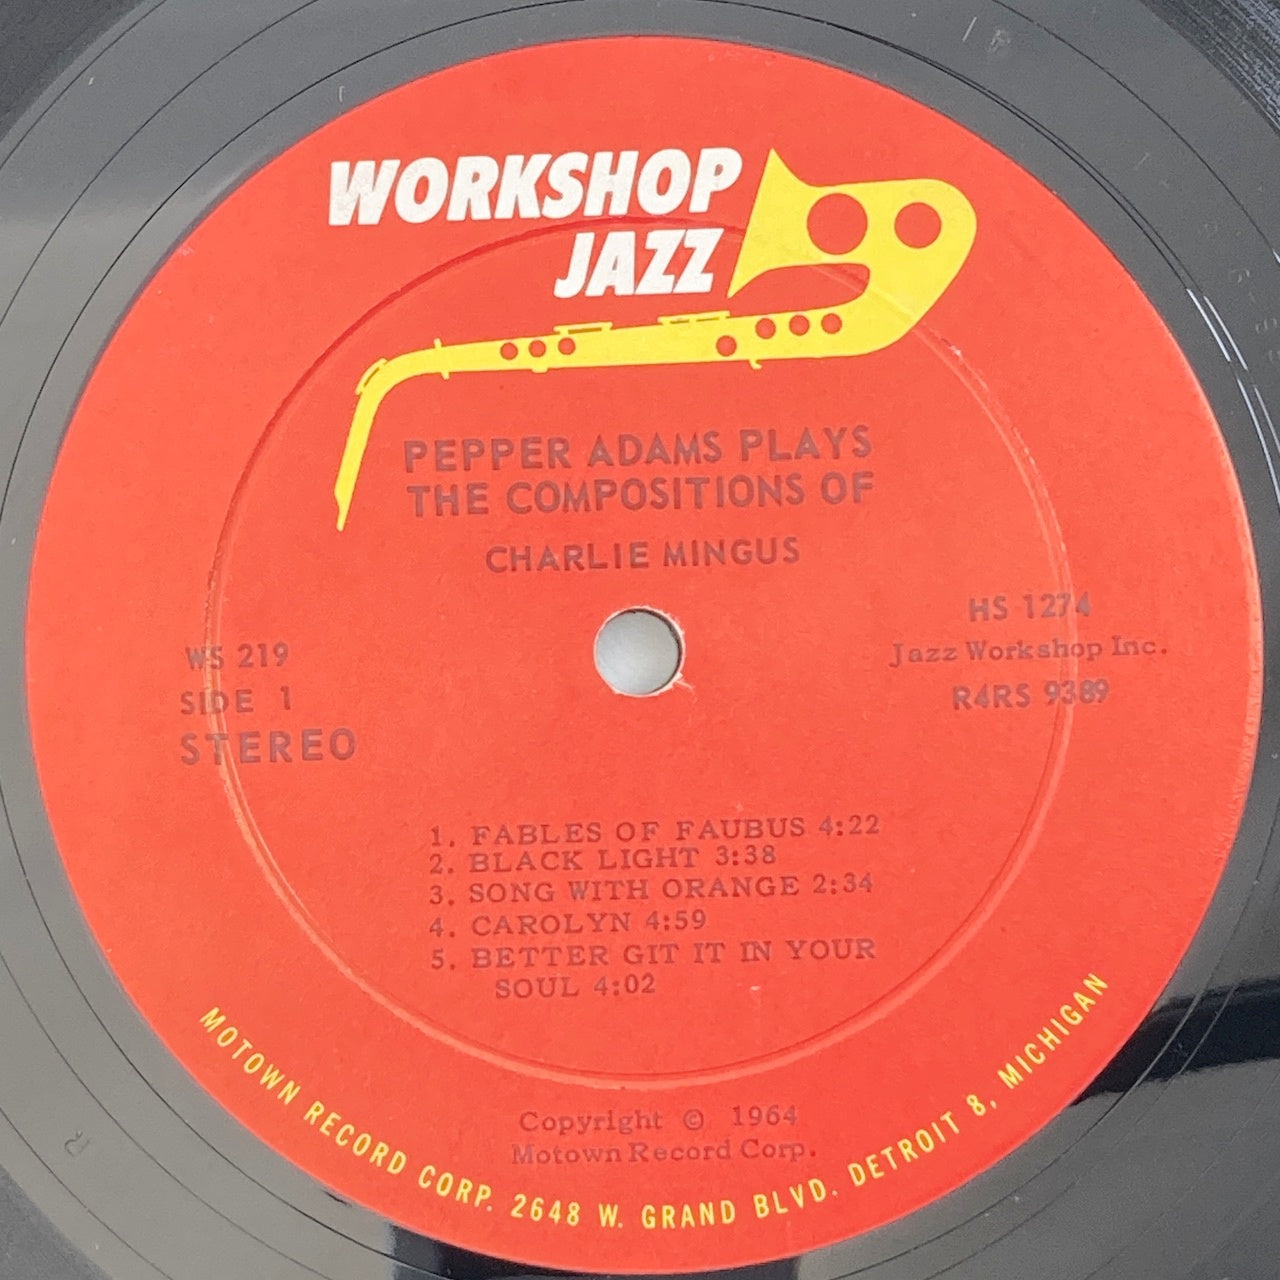 WORKSHOP
JAZZ
PEPPER ADAMS PLAYS
THE COMPOSITIONS OF
CHARLIE MINGUS
WS 219
SIDE 1
STEREO
HS 1274
Jazz Workshop Inc.
R4RS 9389
1. FABLES OF FAUBUS 4:22
2. BLACK LIGHT 3:38
3. SONG WITH ORANGE 2:34
4. CAROLYN 4:59
5. BETTER GIT IT IN YOUR
SOUL 4:02
Copyright © 1964
Motown Record Corp.
MOTOWN RECORD CORP. 2648 W. GRAND BLVD. DETROIT 8, MICHIGAN